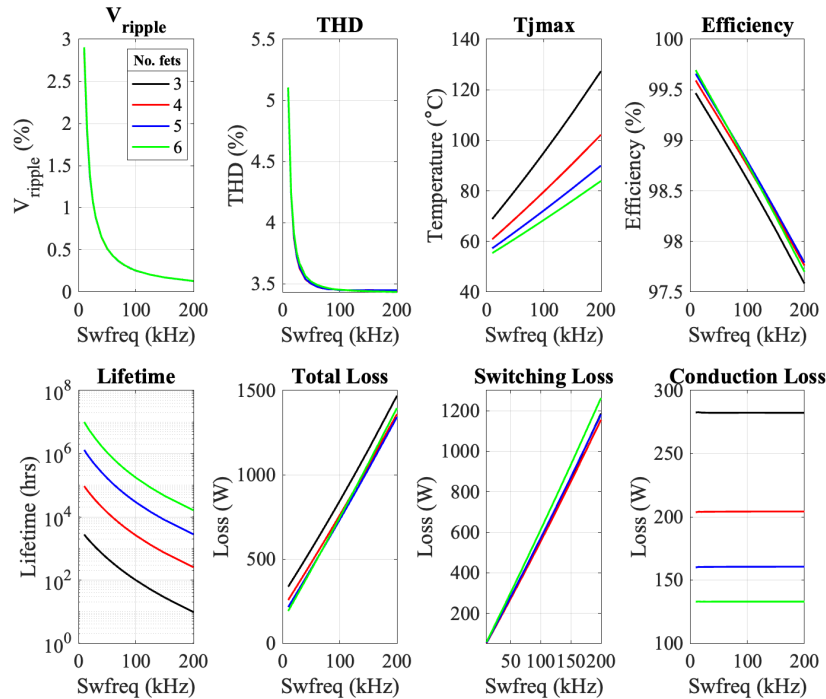 V_ripple
THD
Tjmax
Efficiency
3
2.5
2
1.5
1
0.5
0
V_ripple (%)
0 100 200
Swfreq (kHz)
No. fets
3
4
5
6
5.5
5
4.5
4
3.5
THD (%)
0 100 200
Swfreq (kHz)
140
120
100
80
60
40
Temperature (°C)
0 100 200
Swfreq (kHz)
99.5
99
98.5
98
97.5
Efficiency (%)
0 100 200
Swfreq (kHz)
Lifetime
Total Loss
Switching Loss
Conduction Loss
10^8
10^6
10^4
10^2
10^0
Lifetime (hrs)
0 100 200
Swfreq (kHz)
1500
1000
500
0
Loss (W)
0 100 200
Swfreq (kHz)
1200
1000
800
600
400
200
Loss (W)
50 100 150 200
Swfreq (kHz)
300
250
200
150
100
Loss (W)
0 100 200
Swfreq (kHz)